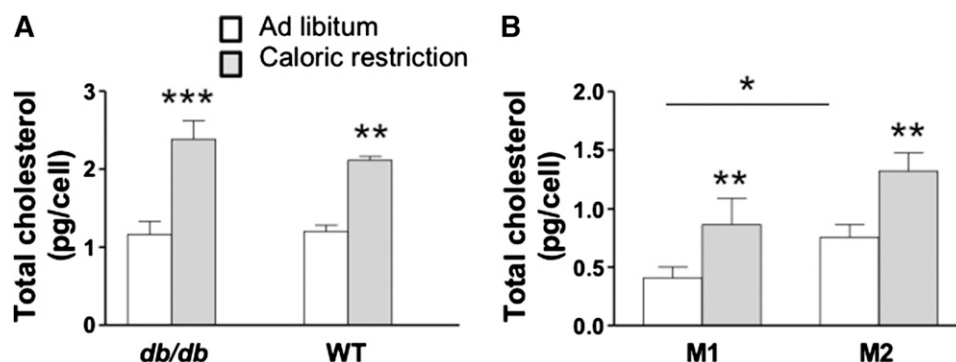 A
Ad libitum
Caloric restriction
Total cholesterol
(pg/cell)
3
2
1
0
***
**
db/db
WT
B
Total cholesterol
(pg/cell)
2.0
1.5
1.0
0.5
0.0
*
**
**
M1
M2